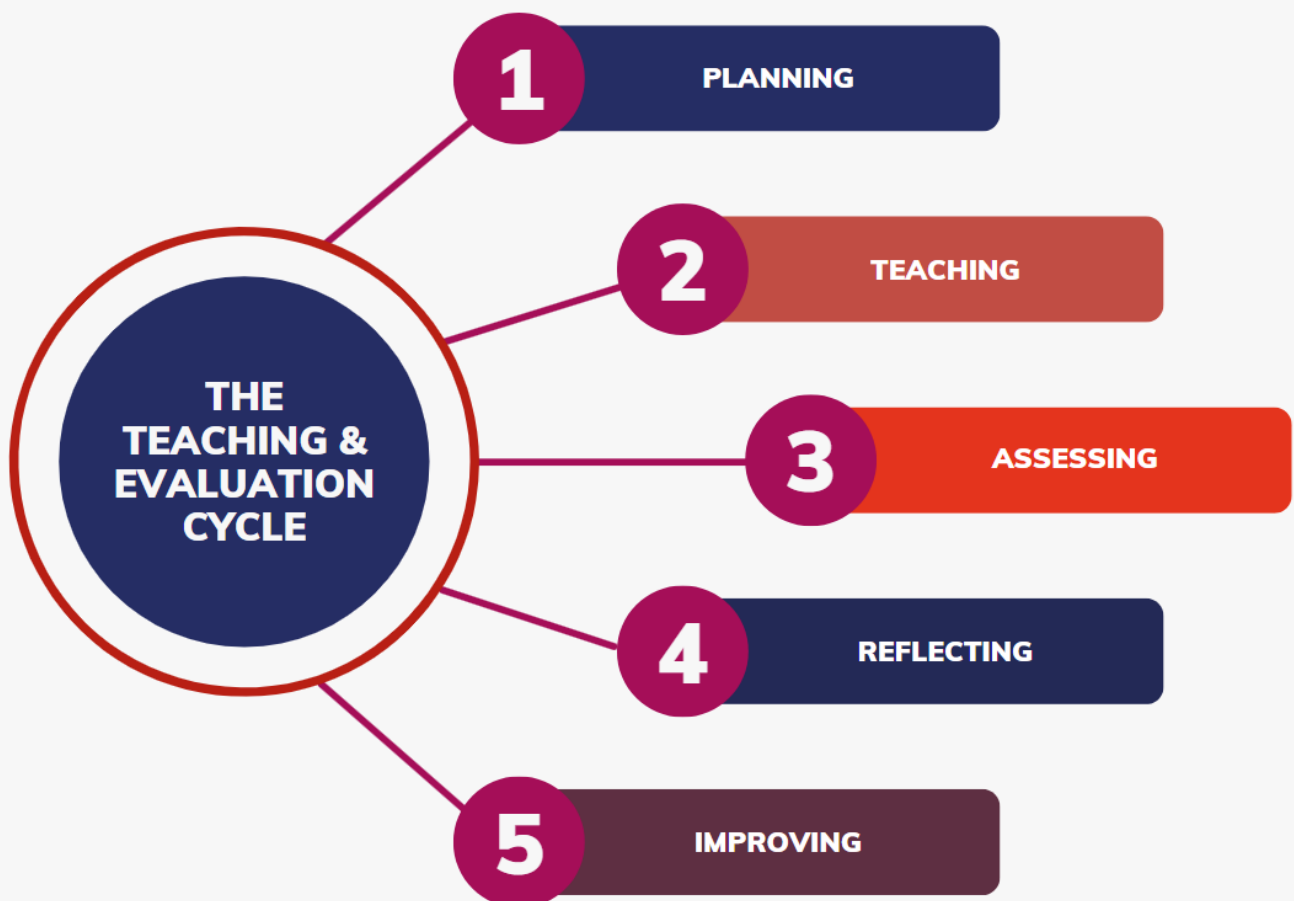 THE
TEACHING &
EVALUATION
CYCLE
1
PLANNING
2
TEACHING
3
ASSESSING
4
REFLECTING
5
IMPROVING